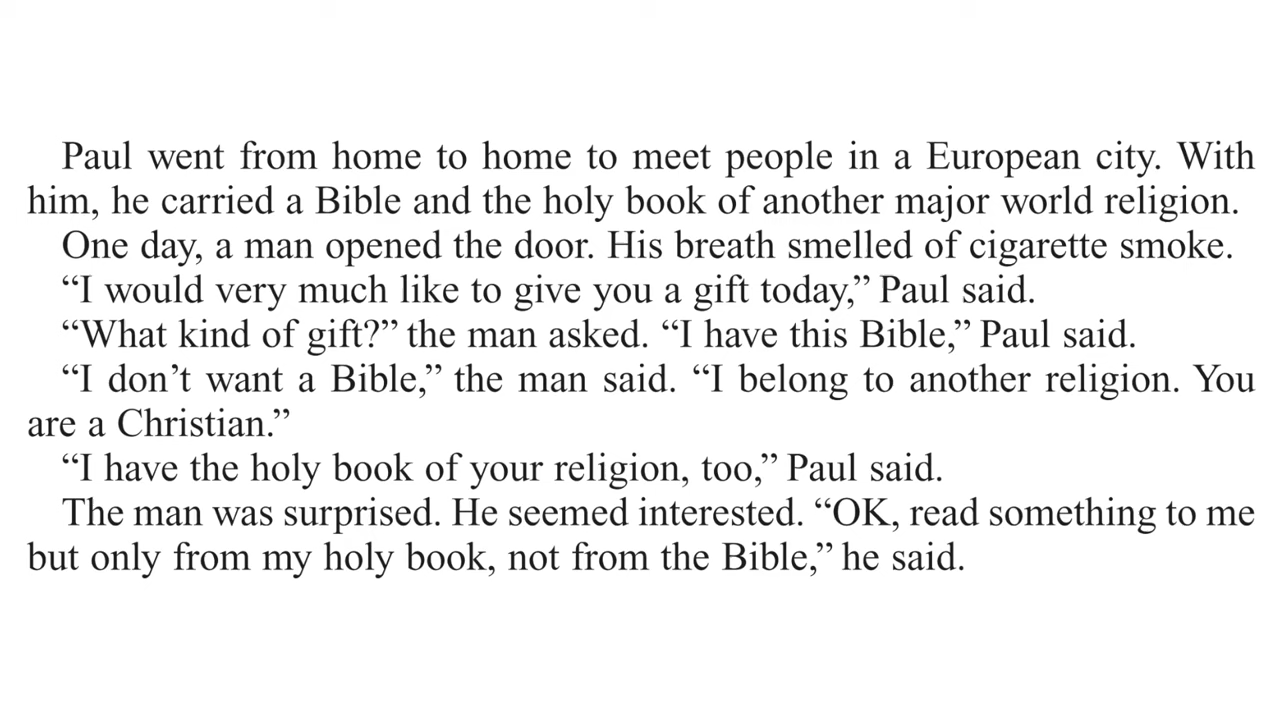 Paul went from home to home to meet people in a European city. With
him, he carried a Bible and the holy book of another major world religion.
One day, a man opened the door. His breath smelled of cigarette smoke.
“I would very much like to give you a gift today,” Paul said.
“What kind of gift?” the man asked. “I have this Bible,” Paul said.
“I don’t want a Bible,” the man said. “I belong to another religion. You
are a Christian.”
“I have the holy book of your religion, too,” Paul said.
The man was surprised. He seemed interested. “OK, read something to me
but only from my holy book, not from the Bible,” he said.